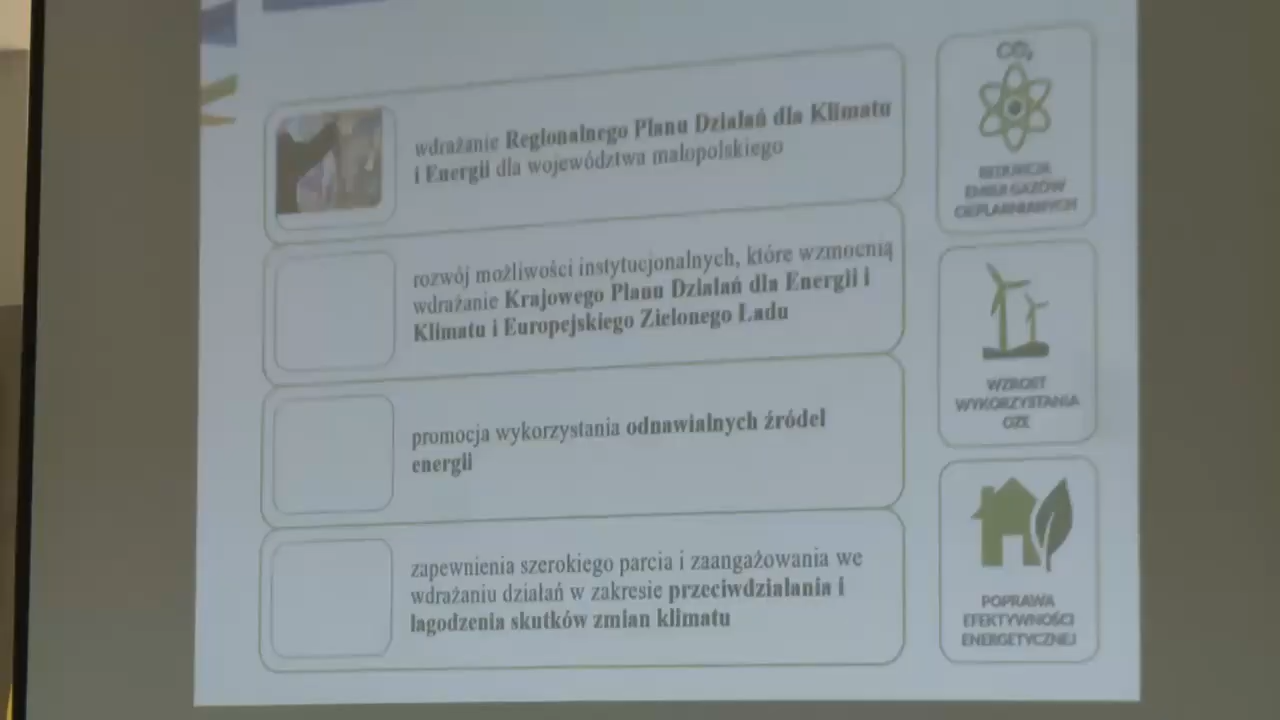 wdrażanie Regionalnego Planu Działań dla Klimatu
i Energii dla województwa małopolskiego
rozwój możliwości instytucjonalnych, które wzmocnią
wdrażanie Krajowego Planu Działań dla Energii i
Klimatu i Europejskiego Zielonego Ładu
promocja wykorzystania odnawialnych źródeł
energii
zapewnienia szerokiego parcia i zaangażowania we
wdrażaniu działań w zakresie przeciwdziałania i
łagodzenia skutków zmian klimatu
CO₂
REDUKCJA
EMISJI GAZÓW
CIEPLARNIANYCH
WZROST
WYKORZYSTANIA
OZE
POPRAWA
EFEKTYWNOŚCI
ENERGETYCZNEJ